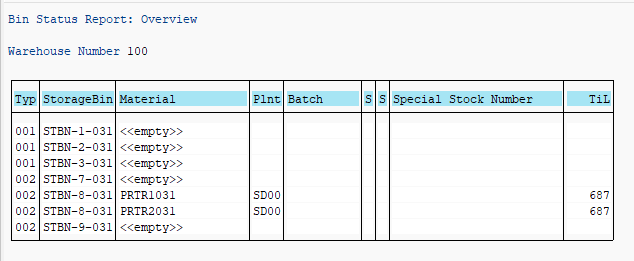 Bin Status Report: Overview
Warehouse Number 100
Typ StorageBin Material Plnt Batch S S Special Stock Number TiL
001 STBN-1-031 <<empty>>
001 STBN-2-031 <<empty>>
001 STBN-3-031 <<empty>>
002 STBN-7-031 <<empty>>
002 STBN-8-031 PRTR1031 SD00 687
002 STBN-8-031 PRTR2031 SD00 687
002 STBN-9-031 <<empty>>